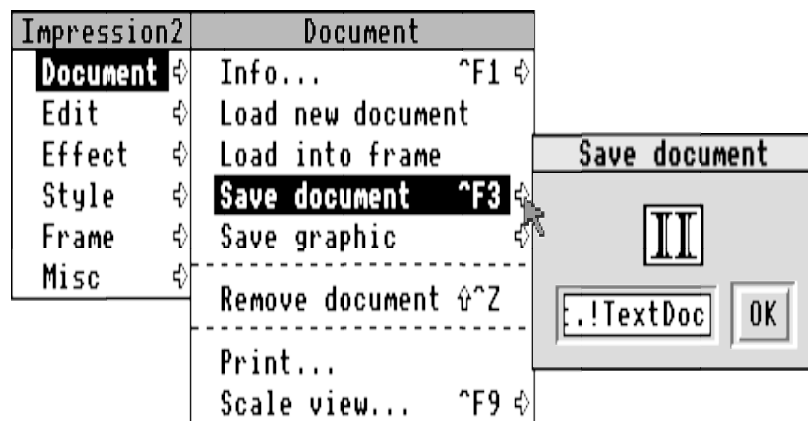 Impression2
Document
Edit
Effect
Style
Frame
Misc
Document
Info... ^F1
Load new document
Load into frame
Save document ^F3
Save graphic
Remove document ⇧^Z
Print...
Scale view... ^F9
Save document
II
:.!TextDoc
OK